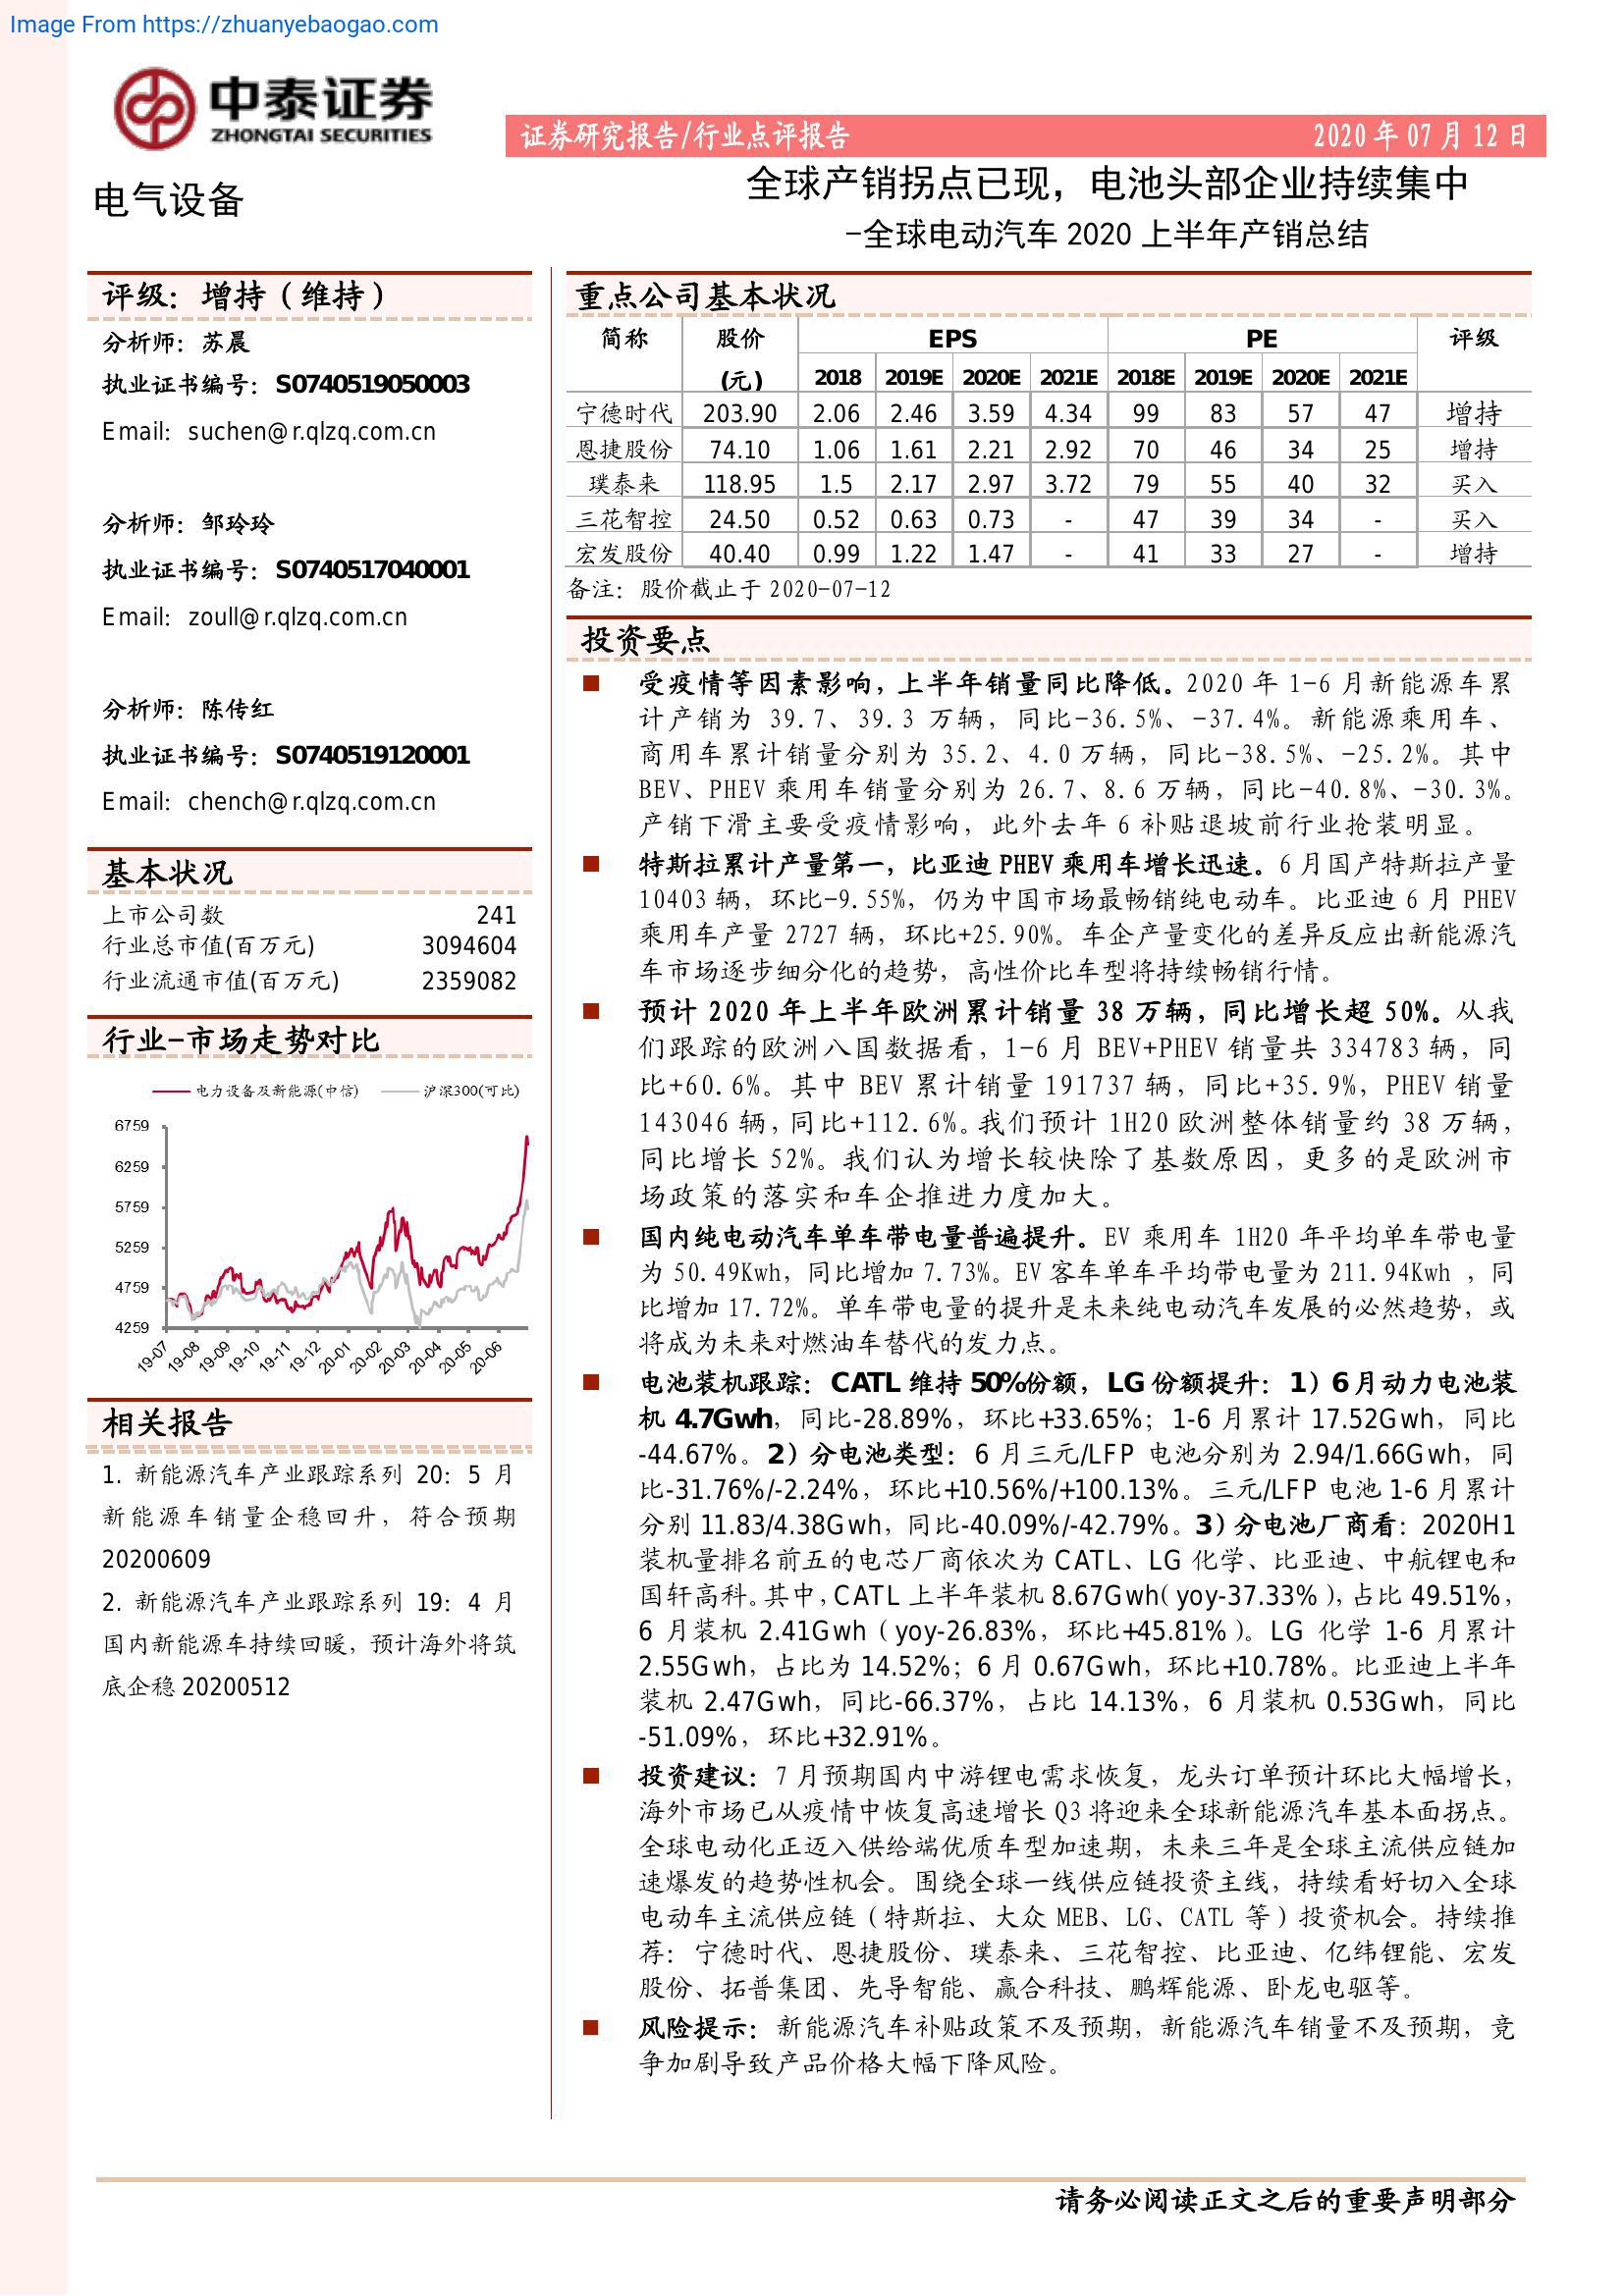 Image From https://zhuanyebaogao.com
中泰证券
ZHONGTAI SECURITIES
证券研究报告/行业点评报告 2020 年 07 月 12 日
电气设备
全球产销拐点已现，电池头部企业持续集中
-全球电动汽车 2020 上半年产销总结
评级：增持（维持）
分析师：苏晨
执业证书编号：S0740519050003
Email：suchen@r.qlzq.com.cn
分析师：邹玲玲
执业证书编号：S0740517040001
Email：zoull@r.qlzq.com.cn
分析师：陈传红
执业证书编号：S0740519120001
Email：chench@r.qlzq.com.cn
基本状况
上市公司数 241
行业总市值(百万元) 3094604
行业流通市值(百万元) 2359082
行业-市场走势对比
电力设备及新能源(中信) 沪深300(可比)
6759
6259
5759
5259
4759
4259
19-07 19-08 19-09 19-10 19-11 19-12 20-01 20-02 20-03 20-04 20-05 20-06
相关报告
1. 新能源汽车产业跟踪系列 20：5 月
新能源车销量企稳回升，符合预期
20200609
2. 新能源汽车产业跟踪系列 19：4 月
国内新能源车持续回暖，预计海外将筑
底企稳 20200512
重点公司基本状况
简称 股价 EPS PE 评级
(元) 2018 2019E 2020E 2021E 2018E 2019E 2020E 2021E
宁德时代 203.90 2.06 2.46 3.59 4.34 99 83 57 47 增持
恩捷股份 74.10 1.06 1.61 2.21 2.92 70 46 34 25 增持
璞泰来 118.95 1.5 2.17 2.97 3.72 79 55 40 32 买入
三花智控 24.50 0.52 0.63 0.73 - 47 39 34 - 买入
宏发股份 40.40 0.99 1.22 1.47 - 41 33 27 - 增持
备注：股价截止于 2020-07-12
投资要点
受疫情等因素影响，上半年销量同比降低。2020 年 1-6 月新能源车累
计产销为 39.7、39.3 万辆，同比-36.5%、-37.4%。新能源乘用车、
商用车累计销量分别为 35.2、4.0 万辆，同比-38.5%、-25.2%。其中
BEV、PHEV 乘用车销量分别为 26.7、8.6 万辆，同比-40.8%、-30.3%。
产销下滑主要受疫情影响，此外去年 6 补贴退坡前行业抢装明显。
特斯拉累计产量第一，比亚迪 PHEV 乘用车增长迅速。6 月国产特斯拉产量
10403 辆，环比-9.55%，仍为中国市场最畅销纯电动车。比亚迪 6 月 PHEV
乘用车产量 2727 辆，环比+25.90%。车企产量变化的差异反应出新能源汽
车市场逐步细分化的趋势，高性价比车型将持续畅销行情。
预计 2020 年上半年欧洲累计销量 38 万辆，同比增长超 50%。从我
们跟踪的欧洲八国数据看，1-6 月 BEV+PHEV 销量共 334783 辆，同
比+60.6%。其中 BEV 累计销量 191737 辆，同比+35.9%，PHEV 销量
143046 辆，同比+112.6%。我们预计 1H20 欧洲整体销量约 38 万辆，
同比增长 52%。我们认为增长较快除了基数原因，更多的是欧洲市
场政策的落实和车企推进力度加大。
国内纯电动汽车单车带电量普遍提升。EV 乘用车 1H20 年平均单车带电量
为 50.49Kwh，同比增加 7.73%。EV 客车单车平均带电量为 211.94Kwh ，同
比增加 17.72%。单车带电量的提升是未来纯电动汽车发展的必然趋势，或
将成为未来对燃油车替代的发力点。
电池装机跟踪：CATL 维持 50%份额，LG 份额提升：1）6 月动力电池装
机 4.7Gwh，同比-28.89%，环比+33.65%；1-6 月累计 17.52Gwh，同比
-44.67%。2）分电池类型：6 月三元/LFP 电池分别为 2.94/1.66Gwh，同
比-31.76%/-2.24%，环比+10.56%/+100.13%。三元/LFP 电池 1-6 月累计
分别 11.83/4.38Gwh，同比-40.09%/-42.79%。3）分电池厂商看：2020H1
装机量排名前五的电芯厂商依次为 CATL、LG 化学、比亚迪、中航锂电和
国轩高科。其中，CATL 上半年装机 8.67Gwh（yoy-37.33%），占比 49.51%，
6 月装机 2.41Gwh（yoy-26.83%，环比+45.81%）。LG 化学 1-6 月累计
2.55Gwh，占比为 14.52%；6 月 0.67Gwh，环比+10.78%。比亚迪上半年
装机 2.47Gwh，同比-66.37%，占比 14.13%，6 月装机 0.53Gwh，同比
-51.09%，环比+32.91%。
投资建议：7 月预期国内中游锂电需求恢复，龙头订单预计环比大幅增长，
海外市场已从疫情中恢复高速增长 Q3 将迎来全球新能源汽车基本面拐点。
全球电动化正迈入供给端优质车型加速期，未来三年是全球主流供应链加
速爆发的趋势性机会。围绕全球一线供应链投资主线，持续看好切入全球
电动车主流供应链（特斯拉、大众 MEB、LG、CATL 等）投资机会。持续推
荐：宁德时代、恩捷股份、璞泰来、三花智控、比亚迪、亿纬锂能、宏发
股份、拓普集团、先导智能、赢合科技、鹏辉能源、卧龙电驱等。
风险提示：新能源汽车补贴政策不及预期，新能源汽车销量不及预期，竞
争加剧导致产品价格大幅下降风险。
请务必阅读正文之后的重要声明部分